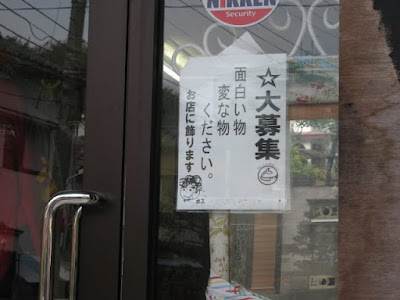 NIKKEN
Security
☆大募集
面白い物
変な物
ください。
お店に飾ります